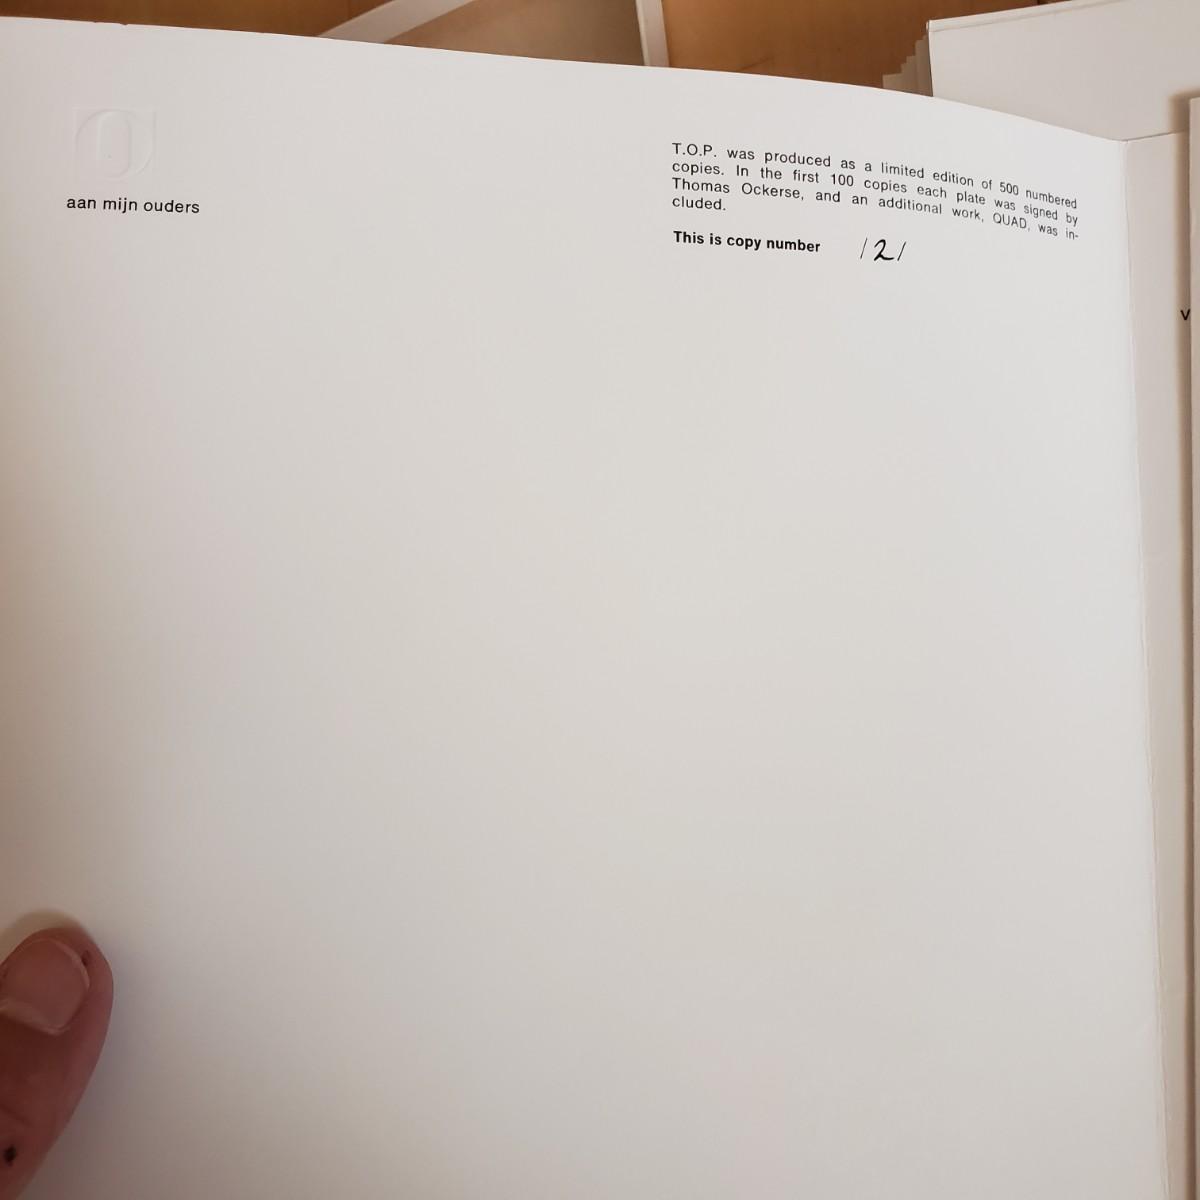 aan mijn ouders
T.O.P. was produced as a limited edition of 500 numbered
copies. In the first 100 copies each plate was signed by
Thomas Ockerse, and an additional work, QUAD, was in-
cluded.
This is copy number 121